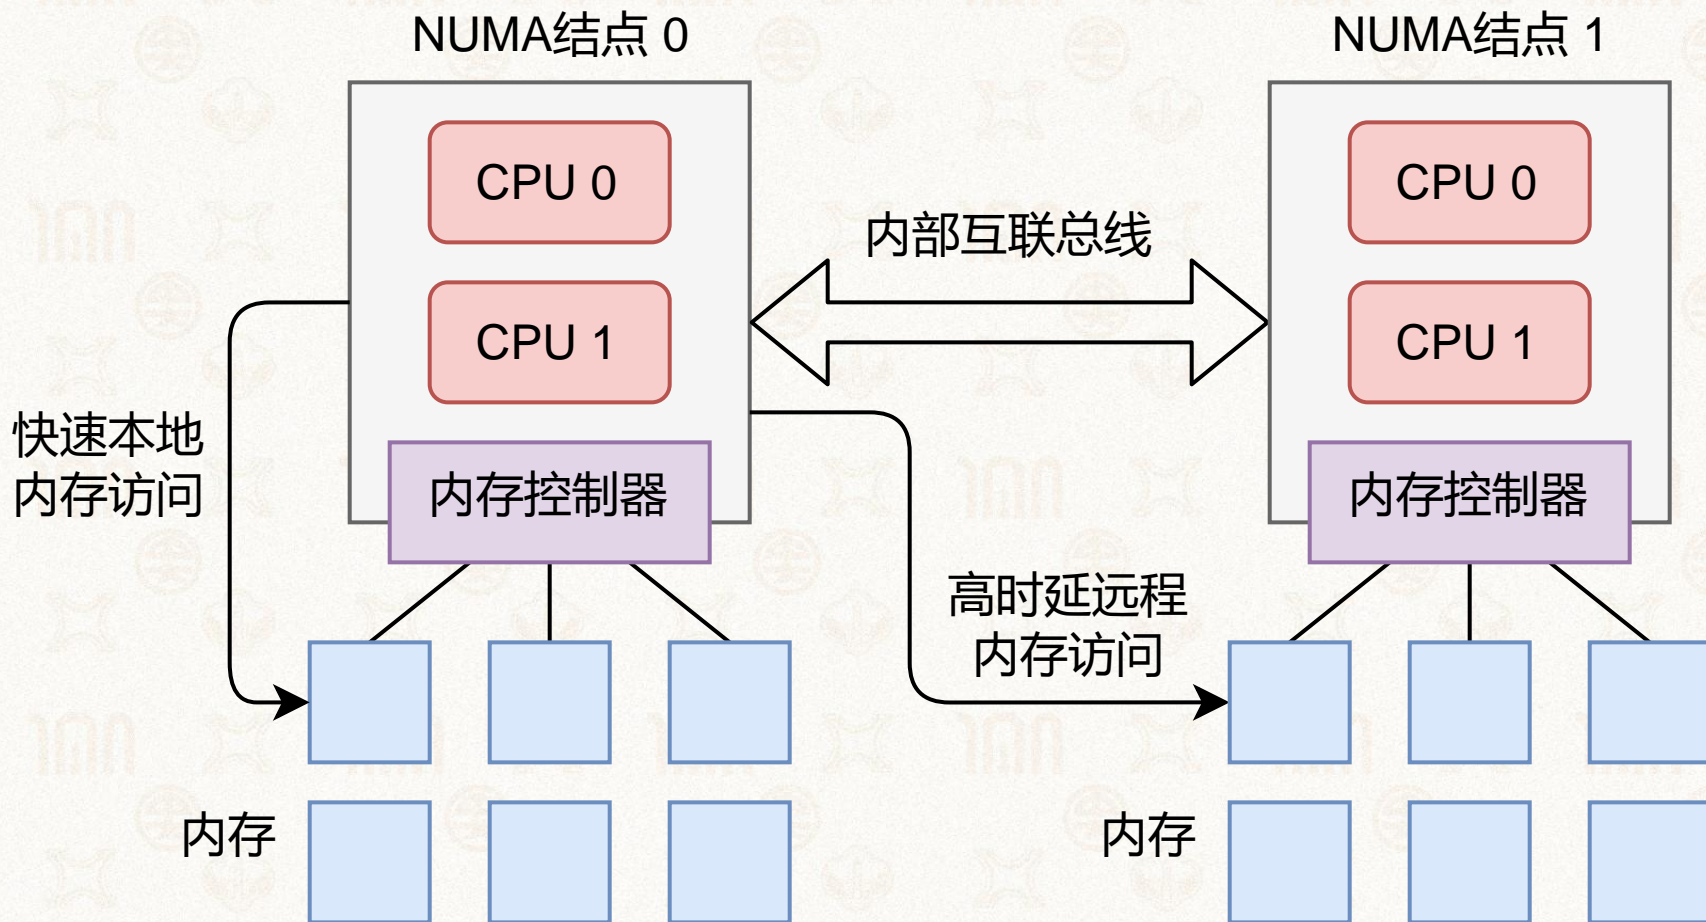 NUMA结点 0
NUMA结点 1
CPU 0
CPU 0
内部互联总线
CPU 1
CPU 1
快速本地
内存访问
内存控制器
内存控制器
高时延远程
内存访问
内存
内存